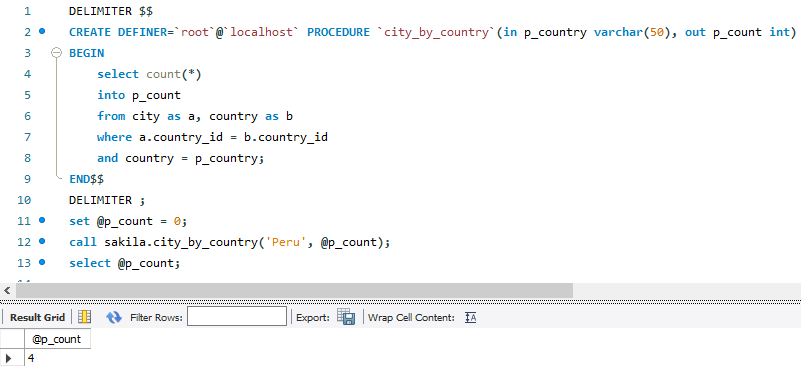 1 DELIMITER $$
2 CREATE DEFINER=`root`@`localhost` PROCEDURE `city_by_country`(in p_country varchar(50), out p_count int)
3 BEGIN
4 select count(*)
5 into p_count
6 from city as a, country as b
7 where a.country_id = b.country_id
8 and country = p_country;
9 END$$
10 DELIMITER ;
11 set @p_count = 0;
12 call sakila.city_by_country('Peru', @p_count);
13 select @p_count;
Result Grid Filter Rows: Export: Wrap Cell Content: IA
@p_count
4